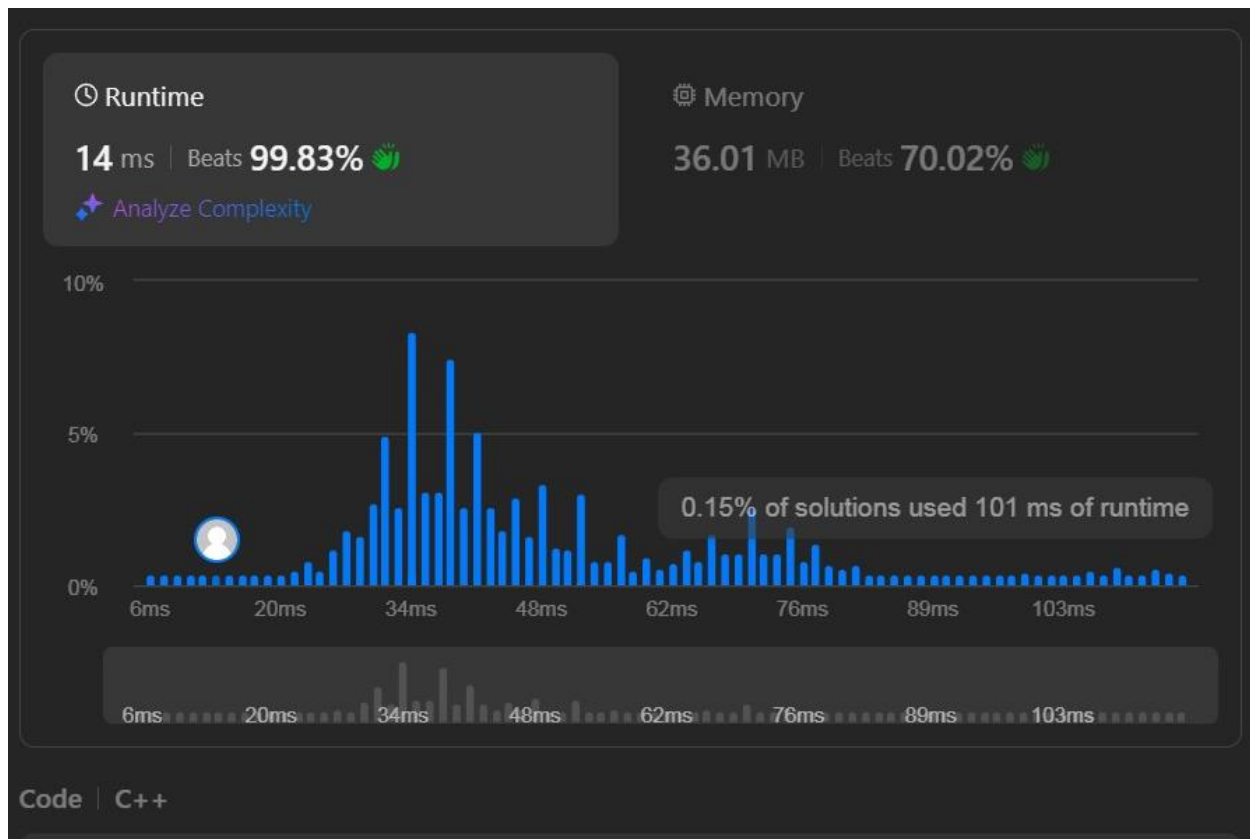 Runtime
14 ms | Beats 99.83%
Analyze Complexity
Memory
36.01 MB | Beats 70.02%
10%
5%
0%
0.15% of solutions used 101 ms of runtime
6ms 20ms 34ms 48ms 62ms 76ms 89ms 103ms
6ms 20ms 34ms 48ms 62ms 76ms 89ms 103ms
Code | C++